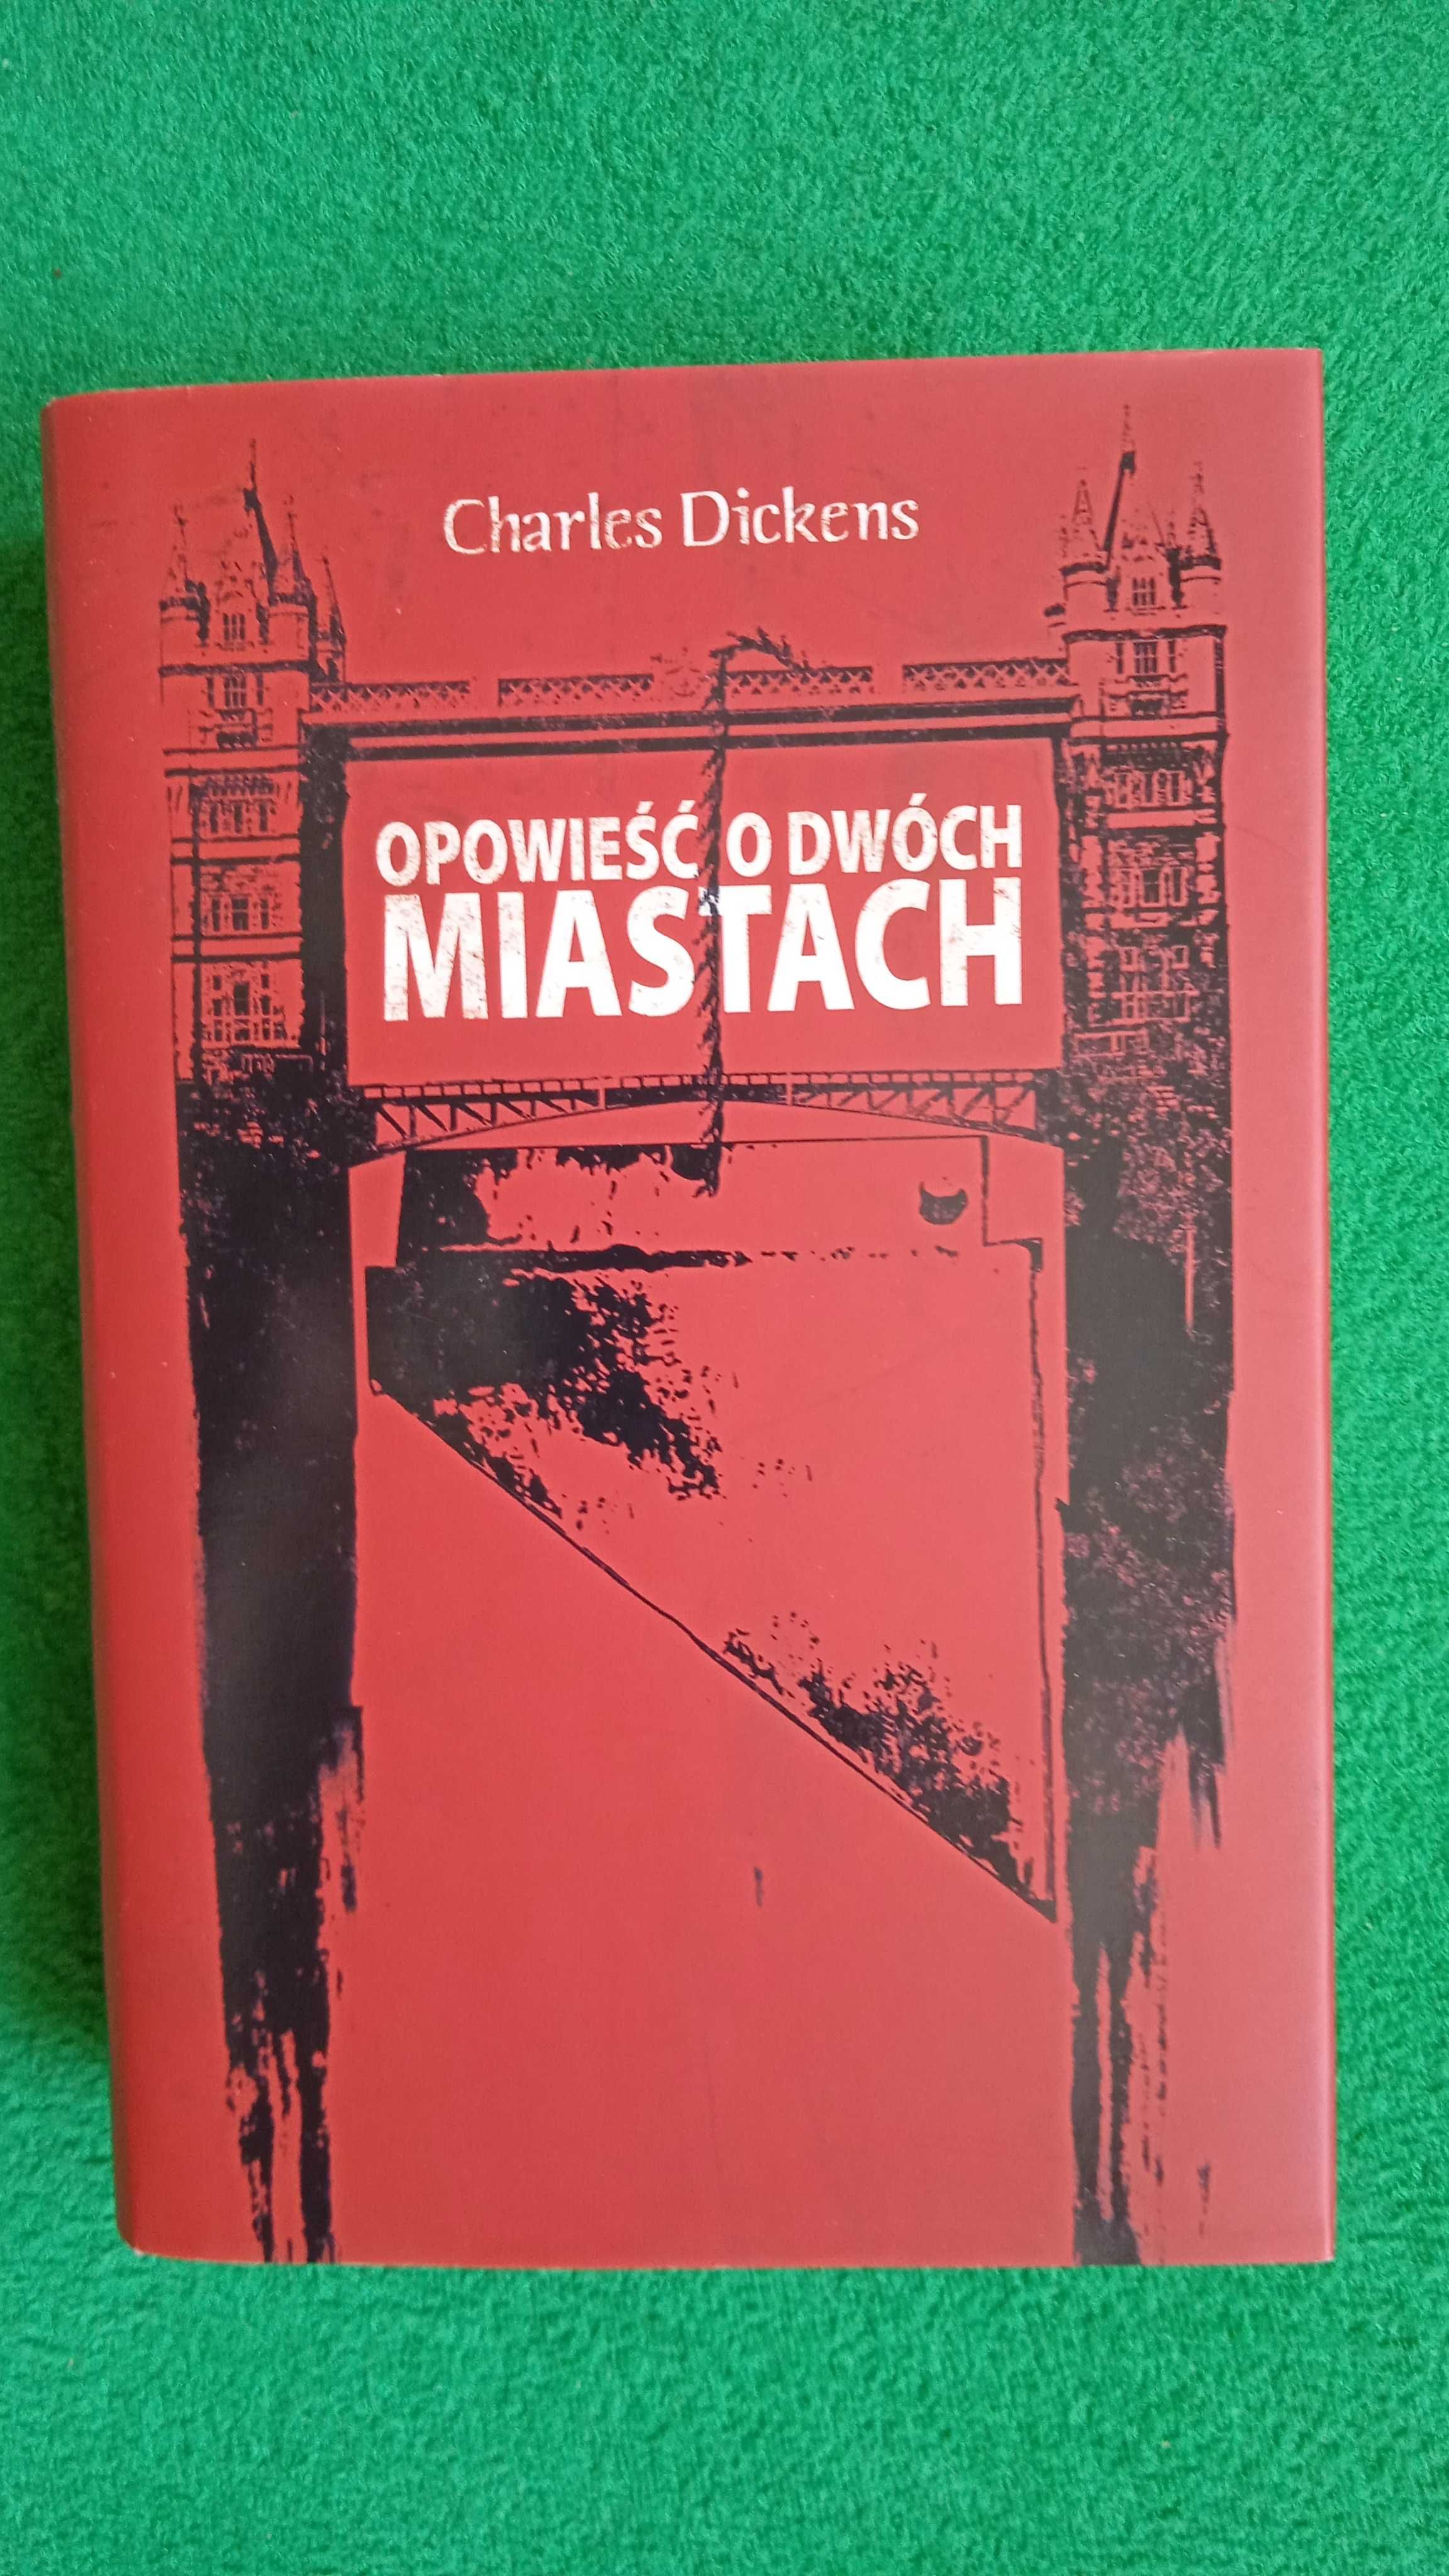 Charles Dickens
OPOWIEŚĆ O DWÓCH
MIASTACH